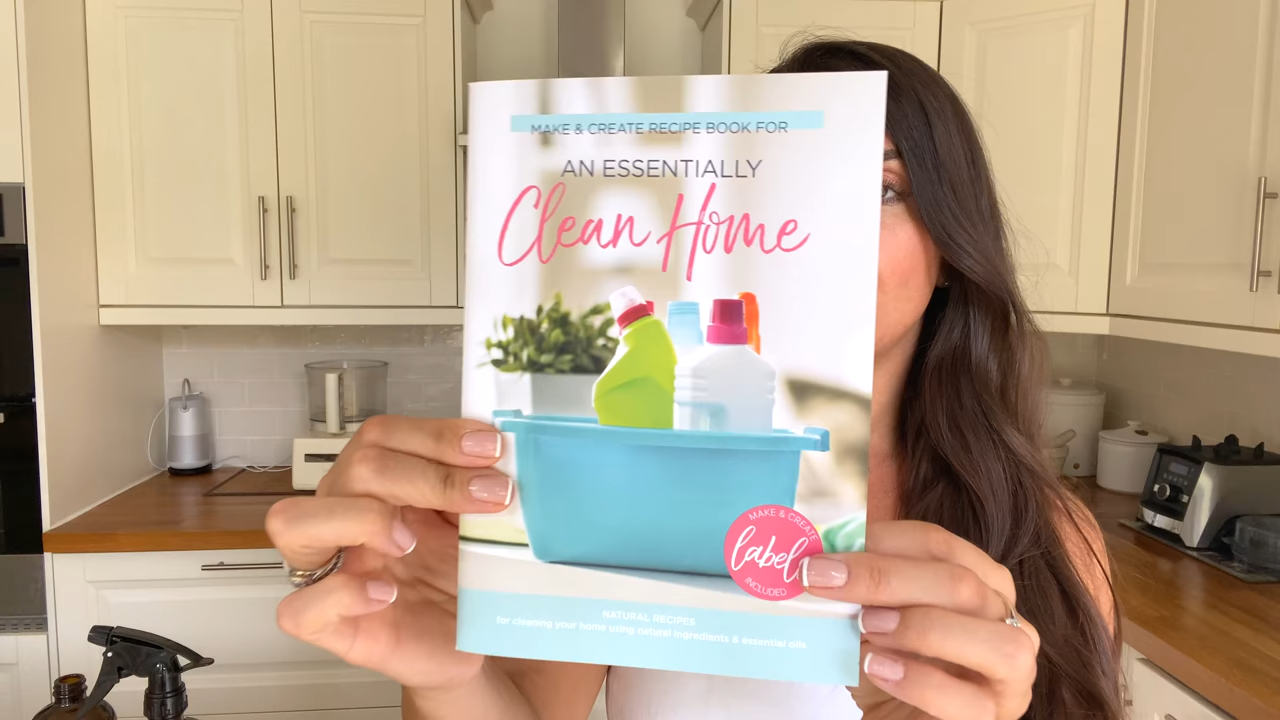 MAKE & CREATE RECIPE BOOK FOR
AN ESSENTIALLY
Clean Home
MAKE & CREATE
label
INCLUDED
NATURAL RECIPES
for cleaning your home using natural ingredients & essential oils